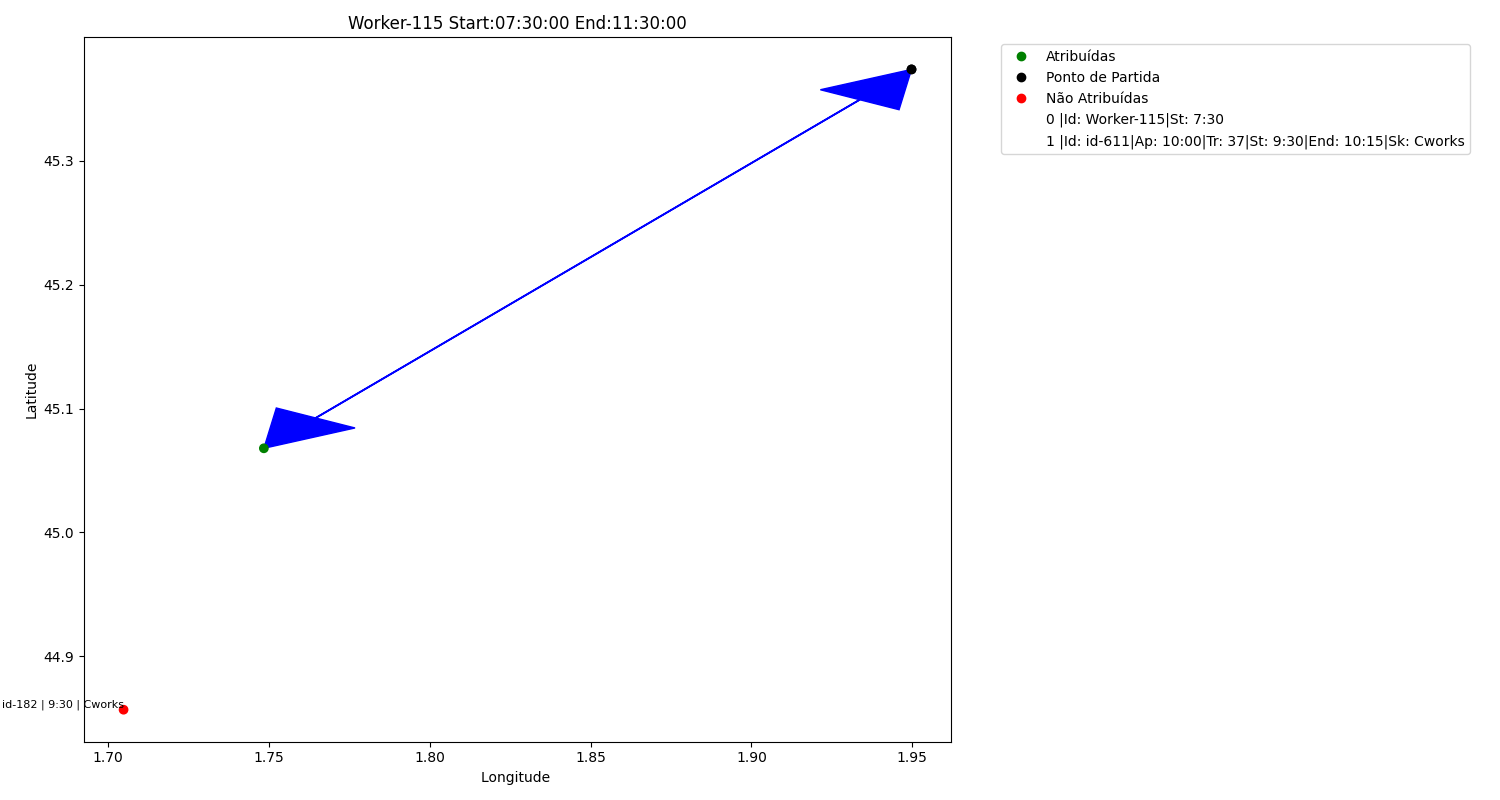 Worker-115 Start:07:30:00 End:11:30:00
Atribuídas
Ponto de Partida
Não Atribuídas
0 |Id: Worker-115|St: 7:30
1 |Id: id-611|Ap: 10:00|Tr: 37|St: 9:30|End: 10:15|Sk: Cworks
Latitude
45.3
45.2
45.1
45.0
44.9
id-182 | 9:30 | Cworks
1.70 1.75 1.80 1.85 1.90 1.95
Longitude